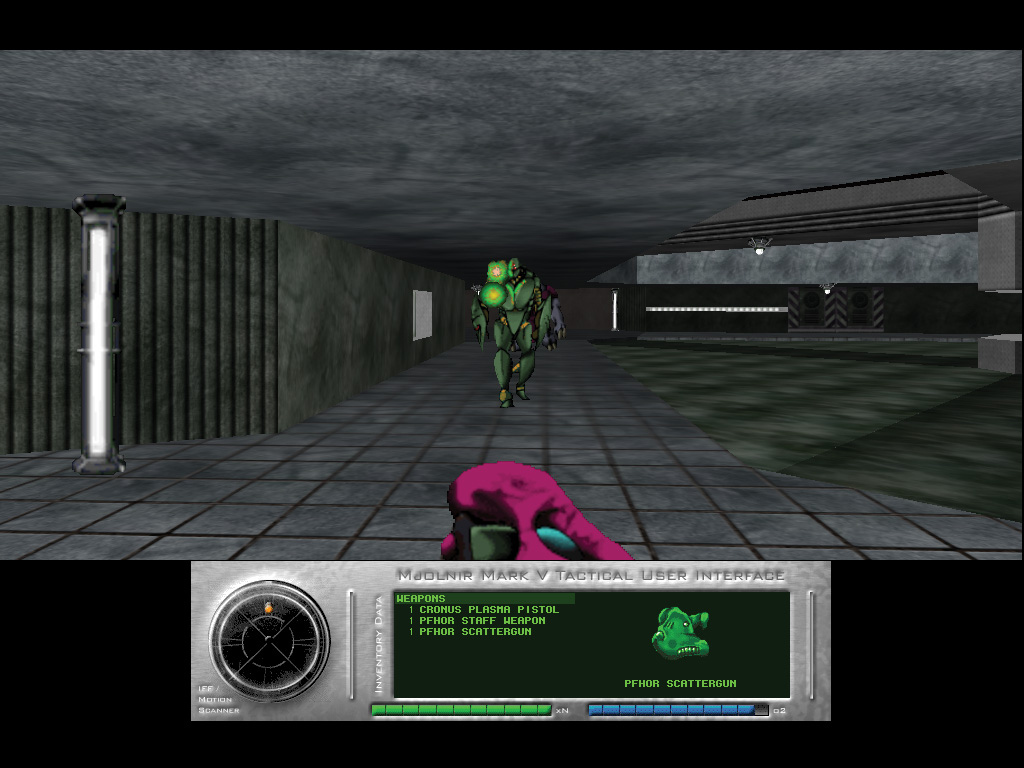 Mjolnir Mark V Tactical User Interface
Inventory Data
WEAPONS
1 CRONUS PLASMA PISTOL
1 PFHOR STAFF WEAPON
1 PFHOR SCATTERGUN
PFHOR SCATTERGUN
IFF /
Motion
Scanner
xN
o2